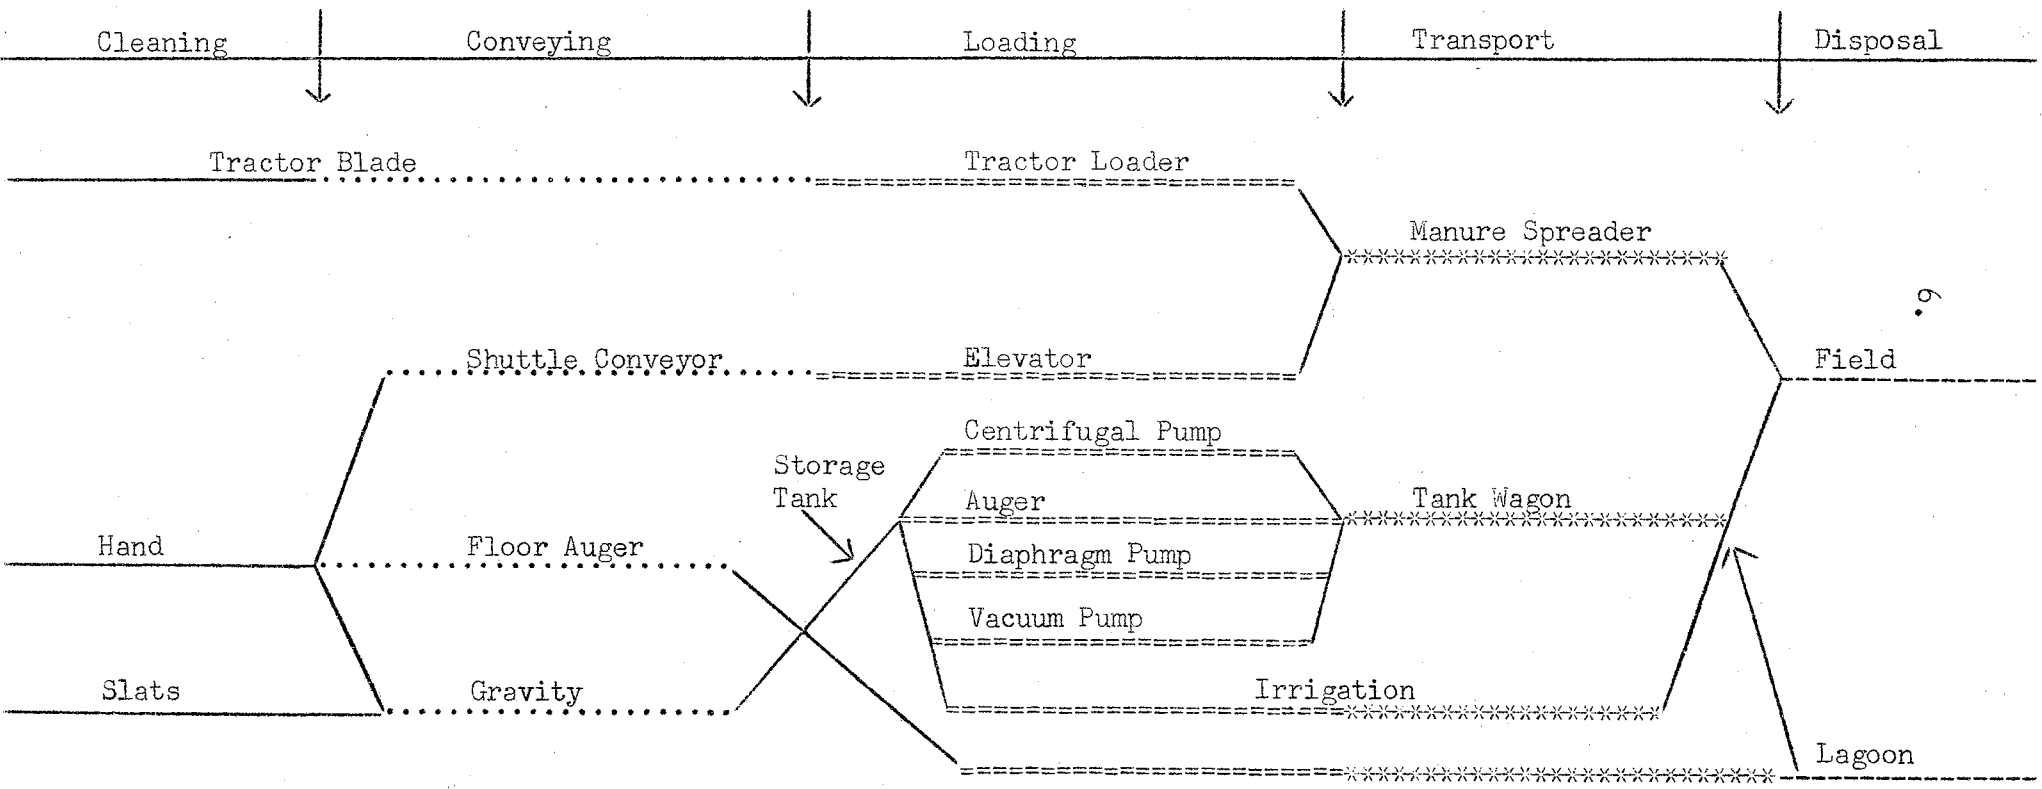 Cleaning Conveying Loading Transport Disposal
Tractor Blade Tractor Loader
Manure Spreader
6.
Shuttle Conveyor Elevator Field
Centrifugal Pump
Storage
Tank Auger Tank Wagon
Hand Floor Auger Diaphragm Pump
Vacuum Pump
Slats Gravity Irrigation
Lagoon